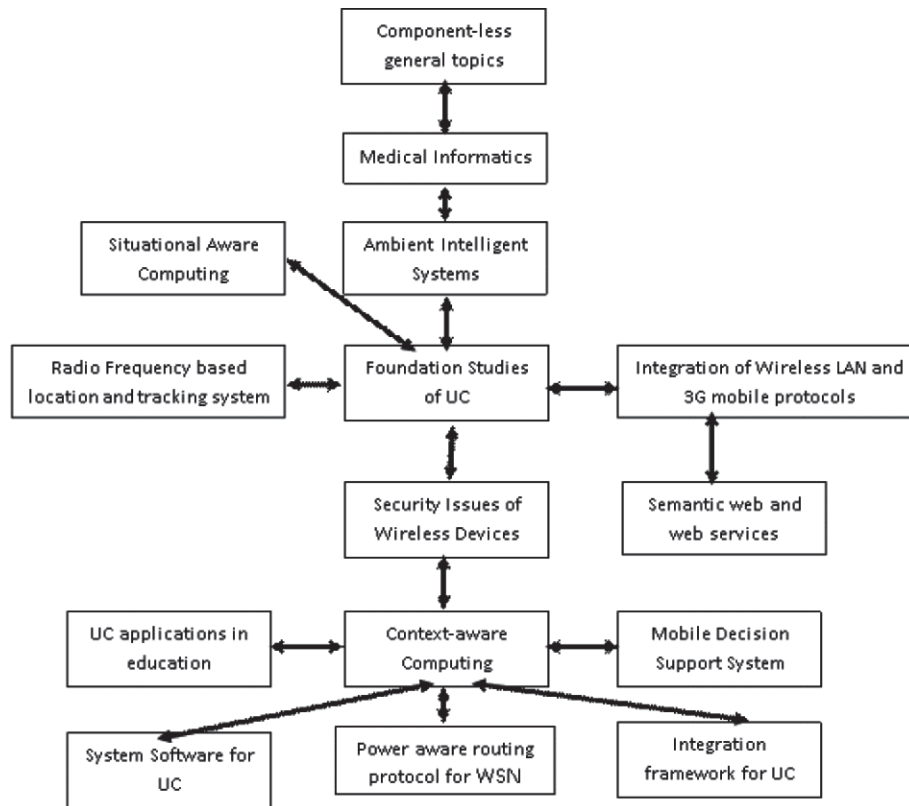 Component-less
general topics
Medical Informatics
Situational Aware
Computing
Ambient Intelligent
Systems
Radio Frequency based
location and tracking system
Foundation Studies
of UC
Integration of Wireless LAN and
3G mobile protocols
Security Issues of
Wireless Devices
Semantic web and
web services
UC applications in
education
Context-aware
Computing
Mobile Decision
Support System
System Software for
UC
Power aware routing
protocol for WSN
Integration
framework for UC